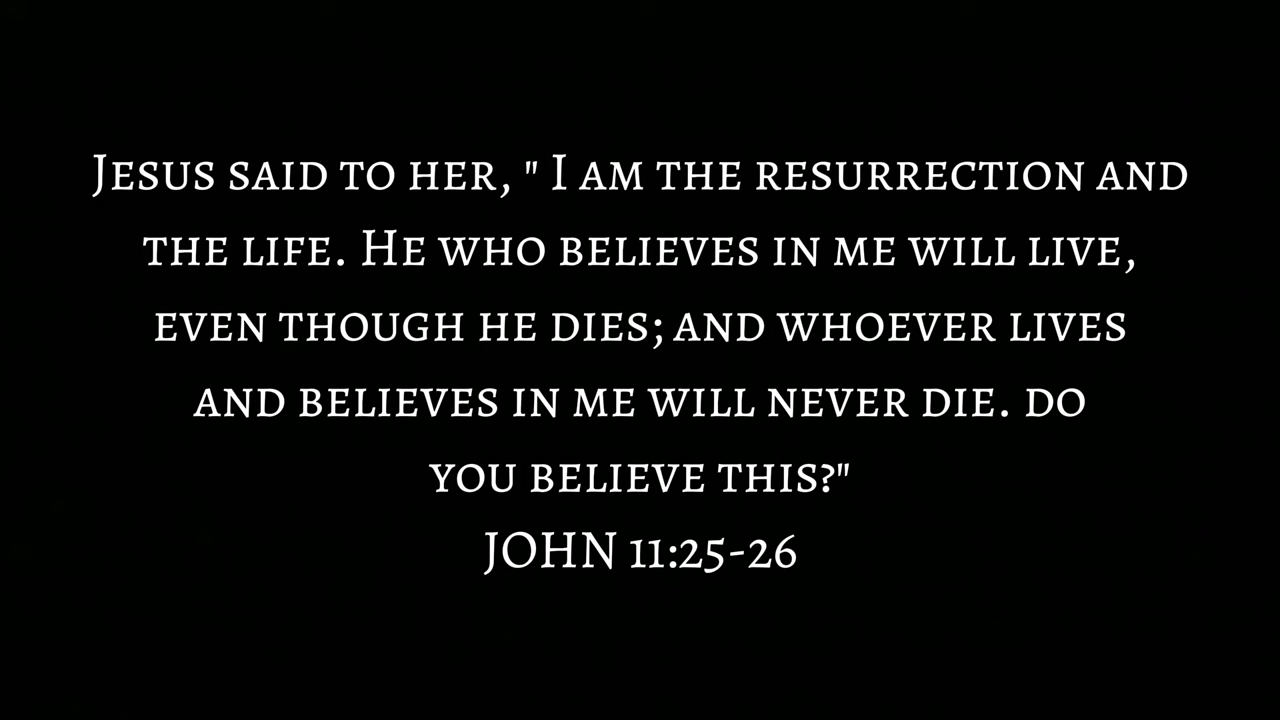 Jesus said to her, " I am the resurrection and
the life. He who believes in me will live,
even though he dies; and whoever lives
and believes in me will never die. do
you believe this?"
JOHN 11:25-26